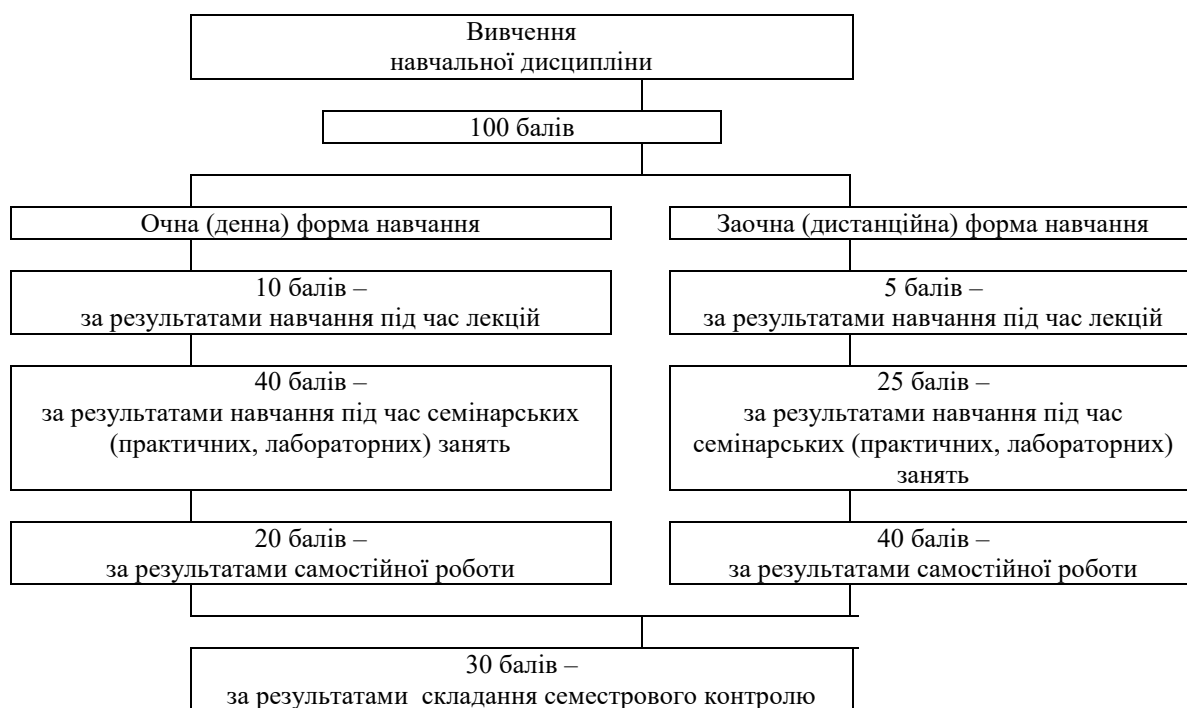 Вивчення
навчальної дисципліни
100 балів
Очна (денна) форма навчання
Заочна (дистанційна) форма навчання
10 балів –
за результатами навчання під час лекцій
5 балів –
за результатами навчання під час лекцій
40 балів –
за результатами навчання під час семінарських
(практичних, лабораторних) занять
25 балів –
за результатами навчання під час
семінарських (практичних, лабораторних)
занять
20 балів –
за результатами самостійної роботи
40 балів –
за результатами самостійної роботи
30 балів –
за результатами складання семестрового контролю